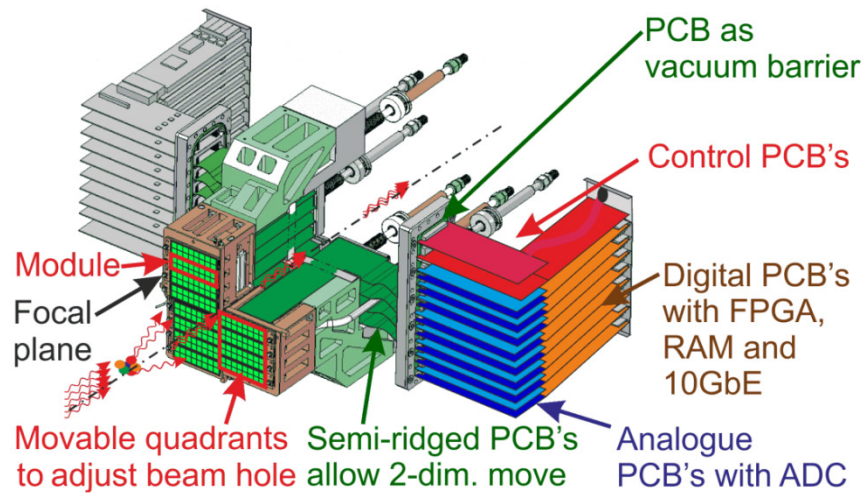 PCB as
vacuum barrier
Control PCB's
Module
Focal
plane
Digital PCB's
with FPGA,
RAM and
10GbE
Movable quadrants
to adjust beam hole
Semi-ridged PCB's
allow 2-dim. move
Analogue
PCB's with ADC